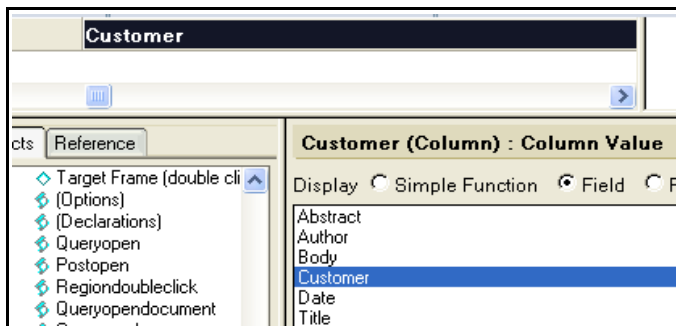 Customer
cts Reference
Target Frame (double cli
(Options)
(Declarations)
Queryopen
Postopen
Regiondoubleclick
Queryopendocument
Customer (Column) : Column Value
Display Simple Function Field F
Abstract
Author
Body
Customer
Date
Title